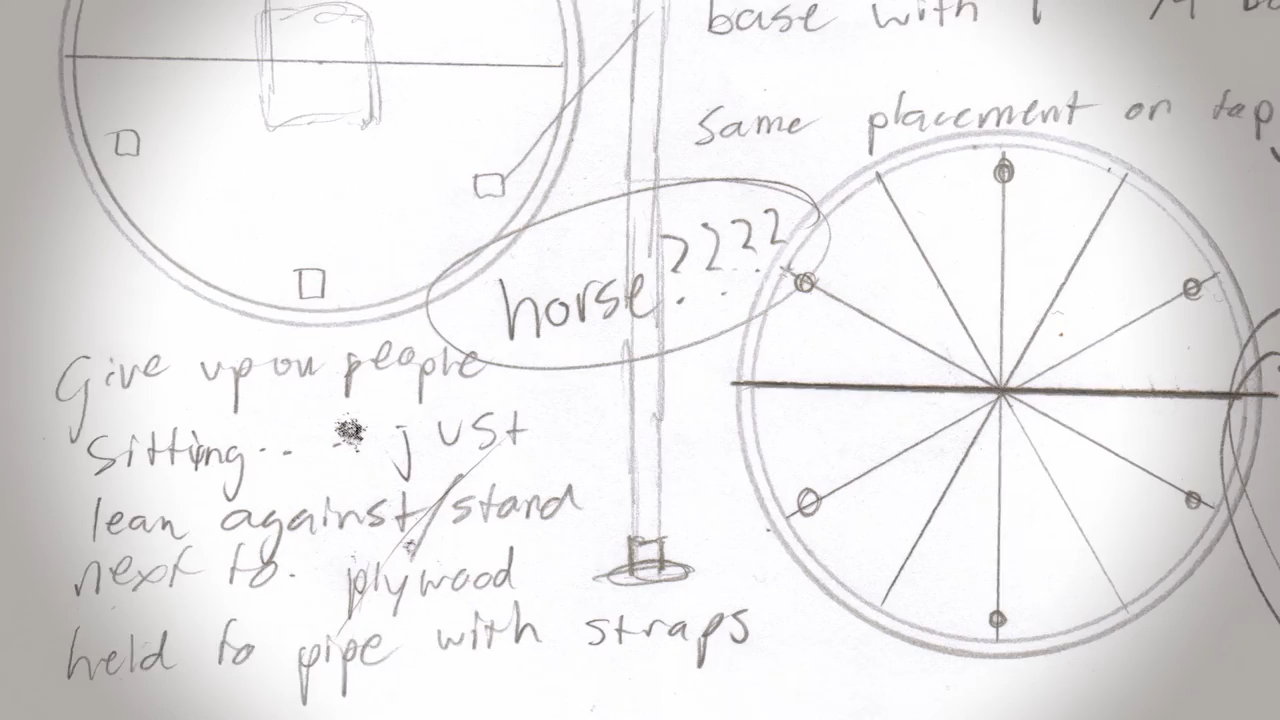 base with
same placement on top
horse????
Give up on people
sitting.. - just
lean against/stand
next to. plywood
held to pipe with straps